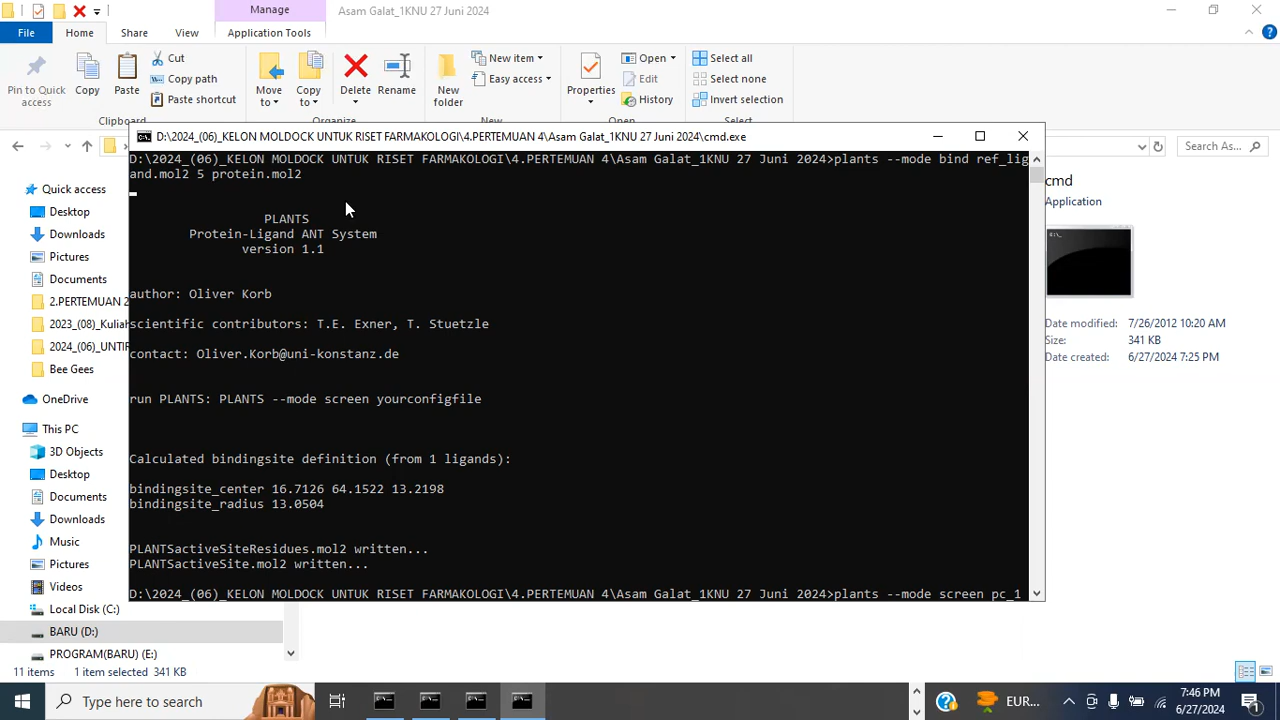 Manage
Asam Galat_1KNU 27 Juni 2024
File
Home
Share
View
Application Tools
Pin to Quick access
Copy
Paste
Cut
Copy path
Paste shortcut
Clipboard
Move to
Copy to
Delete
Rename
Organize
New folder
New item
Easy access
New
Properties
Open
Edit
History
Open
Select all
Select none
Invert selection
Select
D:\2024_(06)_KELON MOLDOCK UNTUK RISET FARMAKOLOGI\4.PERTEMUAN 4\Asam Galat_1KNU 27 Juni 2024\cmd.exe
Search As...
D:\2024_(06)_KELON MOLDOCK UNTUK RISET FARMAKOLOGI\4.PERTEMUAN 4\Asam Galat_1KNU 27 Juni 2024>plants --mode bind ref_lig
and.mol2 5 protein.mol2
PLANTS
Protein-Ligand ANT System
version 1.1
author: Oliver Korb
scientific contributors: T.E. Exner, T. Stuetzle
contact: Oliver.Korb@uni-konstanz.de
run PLANTS: PLANTS --mode screen yourconfigfile
Calculated bindingsite definition (from 1 ligands):
bindingsite_center 16.7126 64.1522 13.2198
bindingsite_radius 13.0504
PLANTSactiveSiteResidues.mol2 written...
PLANTSactiveSite.mol2 written...
D:\2024_(06)_KELON MOLDOCK UNTUK RISET FARMAKOLOGI\4.PERTEMUAN 4\Asam Galat_1KNU 27 Juni 2024>plants --mode screen pc_1
Quick access
Desktop
Downloads
Pictures
Downloads
2.PERTEMUAN 2
2023_(08)_Kuliah
2024_(06)_UNTI
Bee Gees
OneDrive
This PC
3D Objects
Desktop
Documents
Downloads
Music
Pictures
Videos
Local Disk (C:)
BARU (D:)
PROGRAM(BARU) (E:)
cmd
Application
Date modified: 7/26/2012 10:20 AM
Size: 341 KB
Date created: 6/27/2024 7:25 PM
11 items
1 item selected 341 KB
Type here to search
EUR...
7:46 PM
6/27/2024